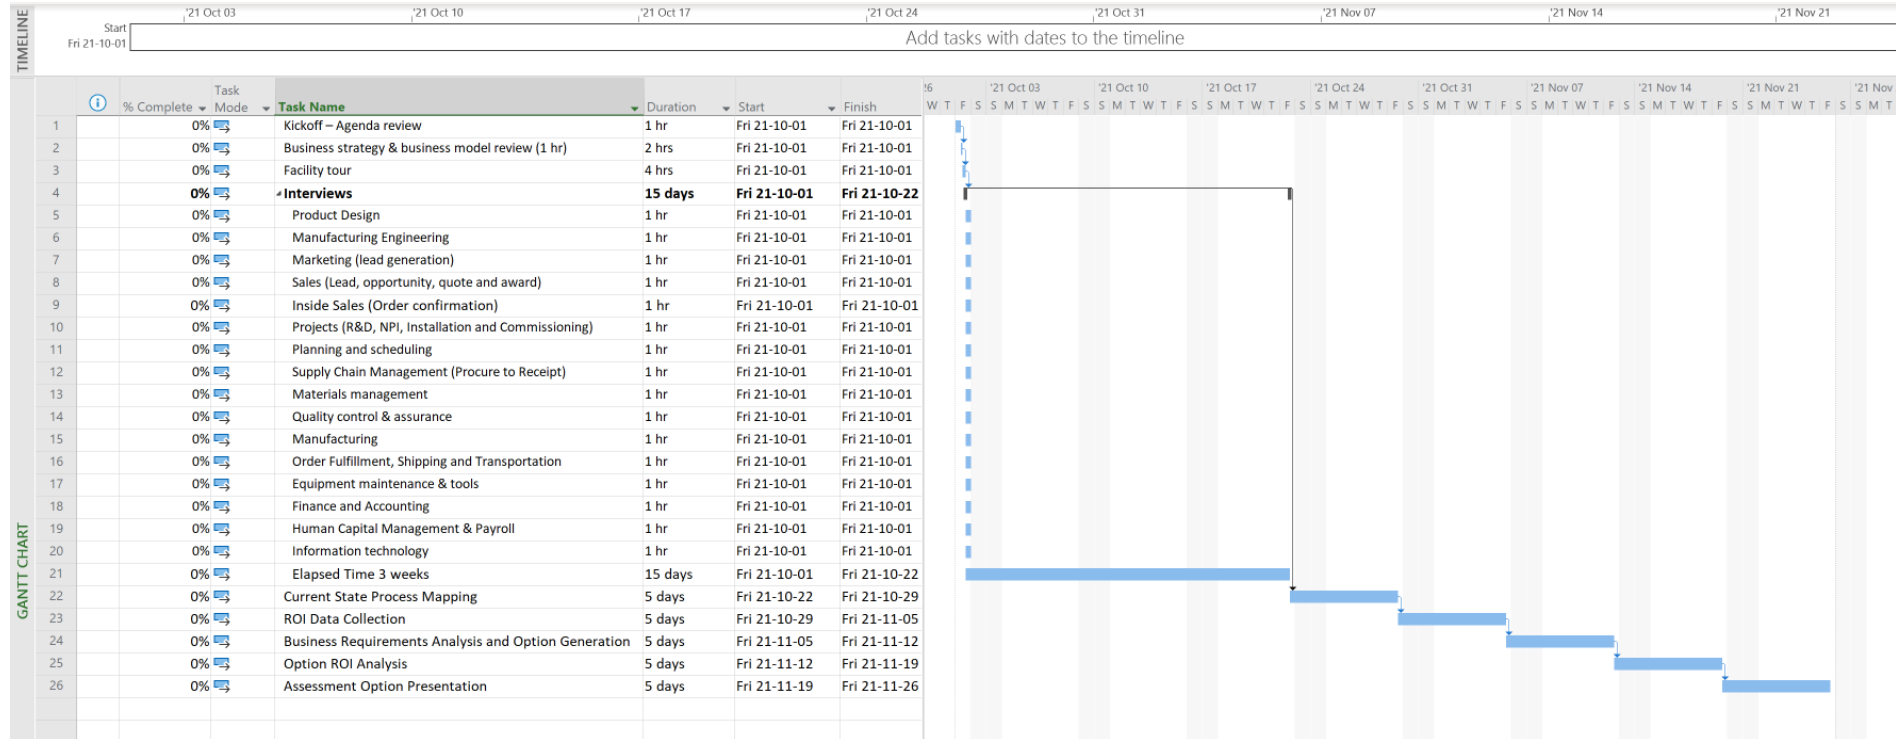 TIMELINE
'21 Oct 03 '21 Oct 10 '21 Oct 17 '21 Oct 24 '21 Oct 31 '21 Nov 07 '21 Nov 14 '21 Nov 21
Start
Fri 21-10-01
Add tasks with dates to the timeline
GANTT CHART
% Complete Task Mode Task Name Duration Start Finish
26 '21 Oct 03 '21 Oct 10 '21 Oct 17 '21 Oct 24 '21 Oct 31 '21 Nov 07 '21 Nov 14 '21 Nov 21 '21 Nov
W T F S S M T W T F S S M T W T F S S M T W T F S S M T W T F S S M T W T F S S M T W T F S S M T W T F S S M T W T F S S M T
1 0% Kickoff – Agenda review 1 hr Fri 21-10-01 Fri 21-10-01
2 0% Business strategy & business model review (1 hr) 2 hrs Fri 21-10-01 Fri 21-10-01
3 0% Facility tour 4 hrs Fri 21-10-01 Fri 21-10-01
4 0% Interviews 15 days Fri 21-10-01 Fri 21-10-22
5 0% Product Design 1 hr Fri 21-10-01 Fri 21-10-01
6 0% Manufacturing Engineering 1 hr Fri 21-10-01 Fri 21-10-01
7 0% Marketing (lead generation) 1 hr Fri 21-10-01 Fri 21-10-01
8 0% Sales (Lead, opportunity, quote and award) 1 hr Fri 21-10-01 Fri 21-10-01
9 0% Inside Sales (Order confirmation) 1 hr Fri 21-10-01 Fri 21-10-01
10 0% Projects (R&D, NPI, Installation and Commissioning) 1 hr Fri 21-10-01 Fri 21-10-01
11 0% Planning and scheduling 1 hr Fri 21-10-01 Fri 21-10-01
12 0% Supply Chain Management (Procure to Receipt) 1 hr Fri 21-10-01 Fri 21-10-01
13 0% Materials management 1 hr Fri 21-10-01 Fri 21-10-01
14 0% Quality control & assurance 1 hr Fri 21-10-01 Fri 21-10-01
15 0% Manufacturing 1 hr Fri 21-10-01 Fri 21-10-01
16 0% Order Fulfillment, Shipping and Transportation 1 hr Fri 21-10-01 Fri 21-10-01
17 0% Equipment maintenance & tools 1 hr Fri 21-10-01 Fri 21-10-01
18 0% Finance and Accounting 1 hr Fri 21-10-01 Fri 21-10-01
19 0% Human Capital Management & Payroll 1 hr Fri 21-10-01 Fri 21-10-01
20 0% Information technology 1 hr Fri 21-10-01 Fri 21-10-01
21 0% Elapsed Time 3 weeks 15 days Fri 21-10-01 Fri 21-10-22
22 0% Current State Process Mapping 5 days Fri 21-10-22 Fri 21-10-29
23 0% ROI Data Collection 5 days Fri 21-10-29 Fri 21-11-05
24 0% Business Requirements Analysis and Option Generation 5 days Fri 21-11-05 Fri 21-11-12
25 0% Option ROI Analysis 5 days Fri 21-11-12 Fri 21-11-19
26 0% Assessment Option Presentation 5 days Fri 21-11-19 Fri 21-11-26